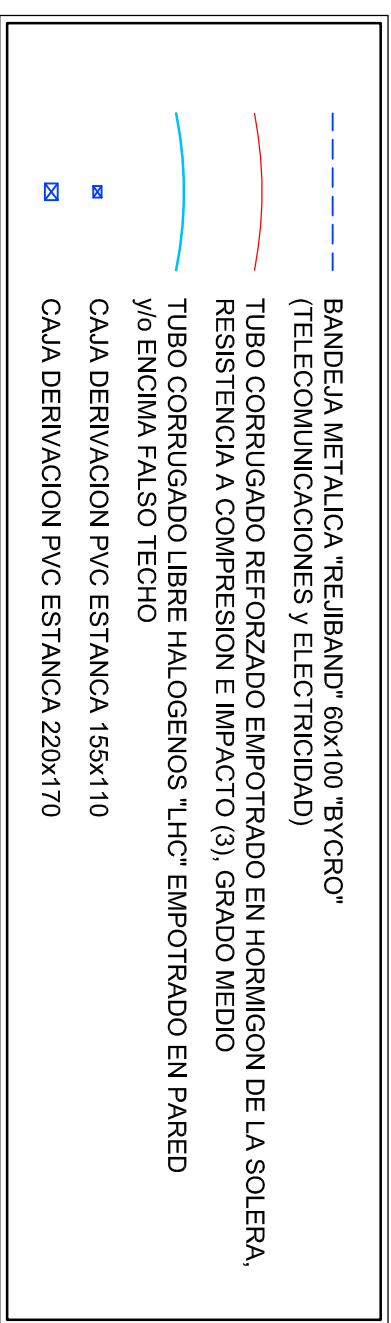 BANDEJA METALICA "REJIBAND" 60x100 "BYCRO"
(TELECOMUNICACIONES y ELECTRICIDAD)
TUBO CORRUGADO REFORZADO EMPOTRADO EN HORMIGON DE LA SOLERA,
RESISTENCIA A COMPRESION E IMPACTO (3), GRADO MEDIO
TUBO CORRUGADO LIBRE HALOGENOS "LHC" EMPOTRADO EN PARED
y/o ENCIMA FALSO TECHO
CAJA DERIVACION PVC ESTANCA 155x110
CAJA DERIVACION PVC ESTANCA 220x170